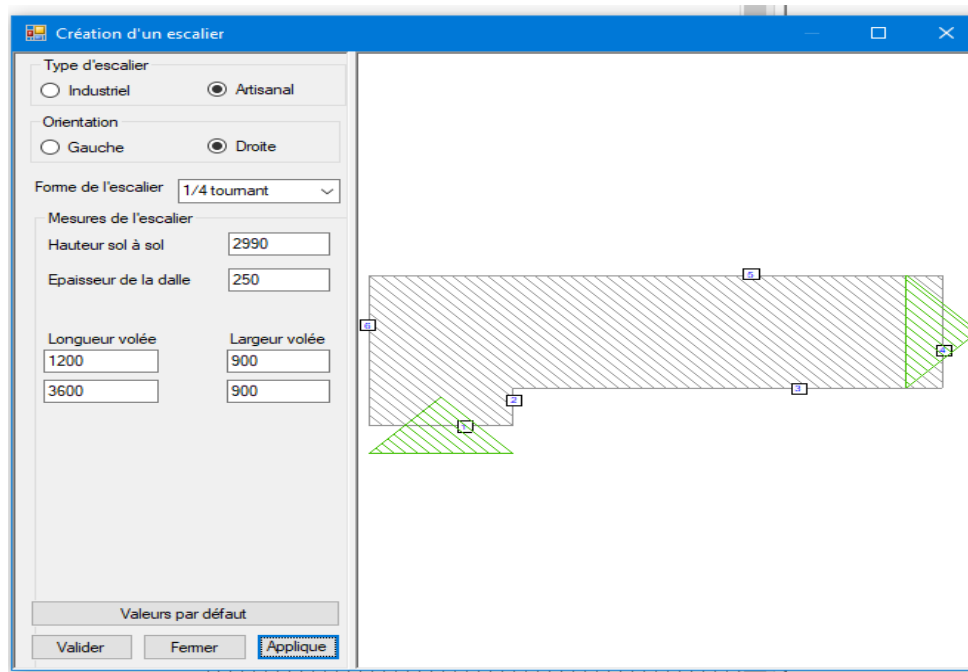 Création d'un escalier
Type d'escalier
Industriel Artisanal
Orientation
Gauche Droite
Forme de l'escalier 1/4 tournant
Mesures de l'escalier
Hauteur sol à sol 2990
Epaisseur de la dalle 250
Longueur volée Largeur volée
1200 900
3600 900
Valeurs par défaut
Valider Fermer Applique
5
6
4
3
2
1